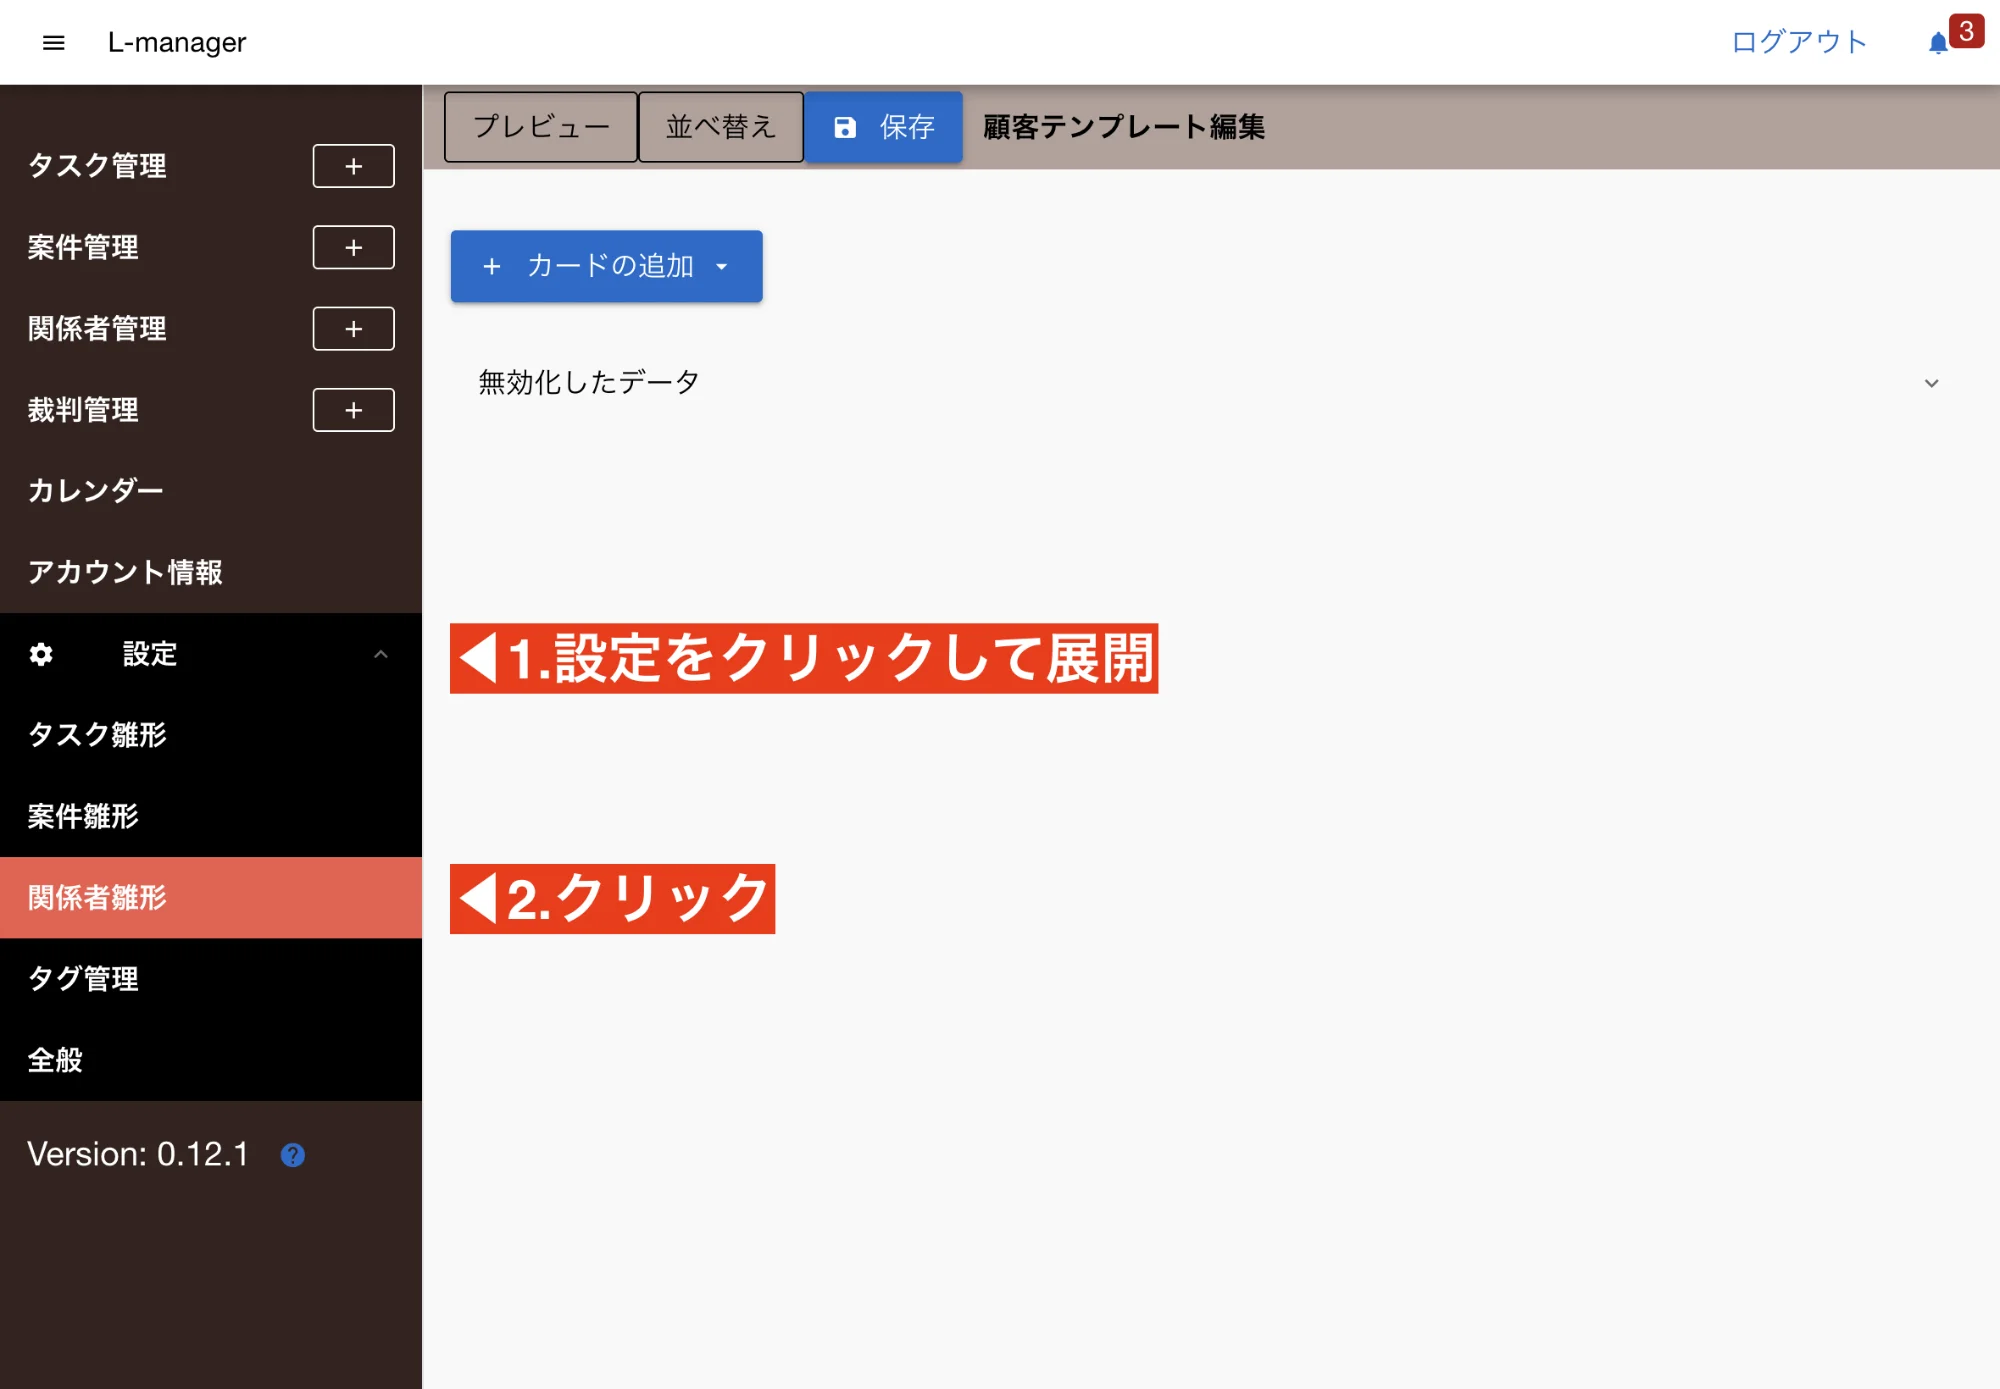 L-manager
ログアウト
3
プレビュー
並べ替え
保存
顧客テンプレート編集
タスク管理
+
案件管理
+
関係者管理
+
裁判管理
+
カレンダー
アカウント情報
設定
タスク雛形
案件雛形
関係者雛形
タグ管理
全般
Version: 0.12.1
?
+ カードの追加
無効化したデータ
◀1.設定をクリックして展開
◀2.クリック